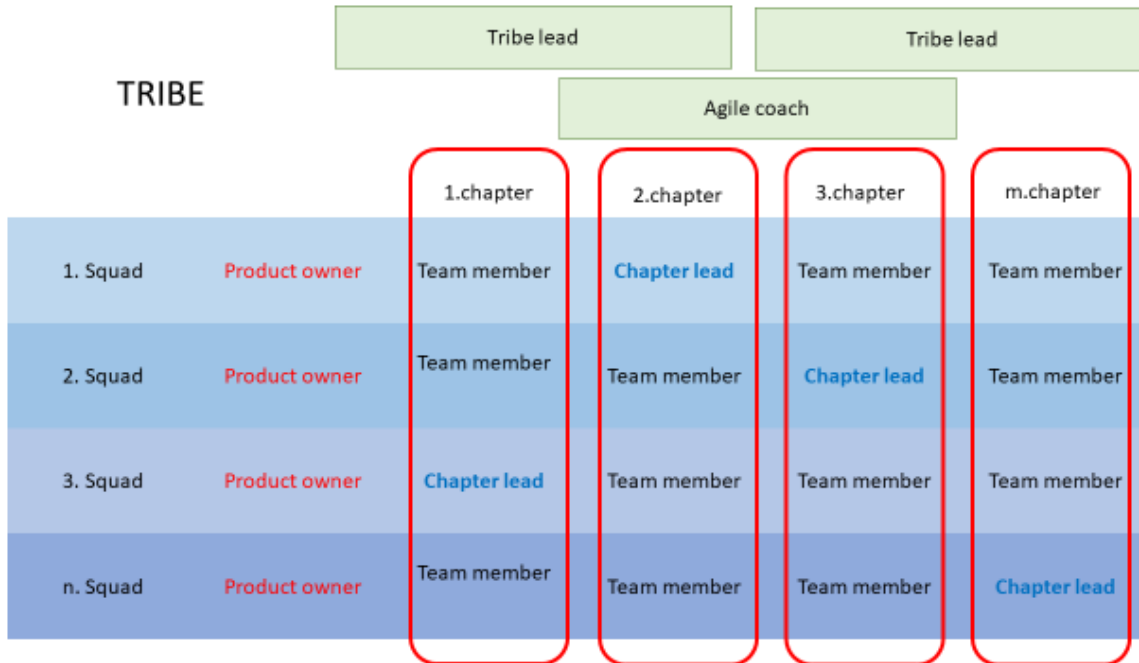 Tribe lead
Tribe lead
TRIBE
Agile coach
1.chapter 2.chapter 3.chapter m.chapter
1. Squad Product owner Team member Chapter lead Team member Team member
2. Squad Product owner Team member Team member Chapter lead Team member
3. Squad Product owner Chapter lead Team member Team member Team member
n. Squad Product owner Team member Team member Team member Chapter lead